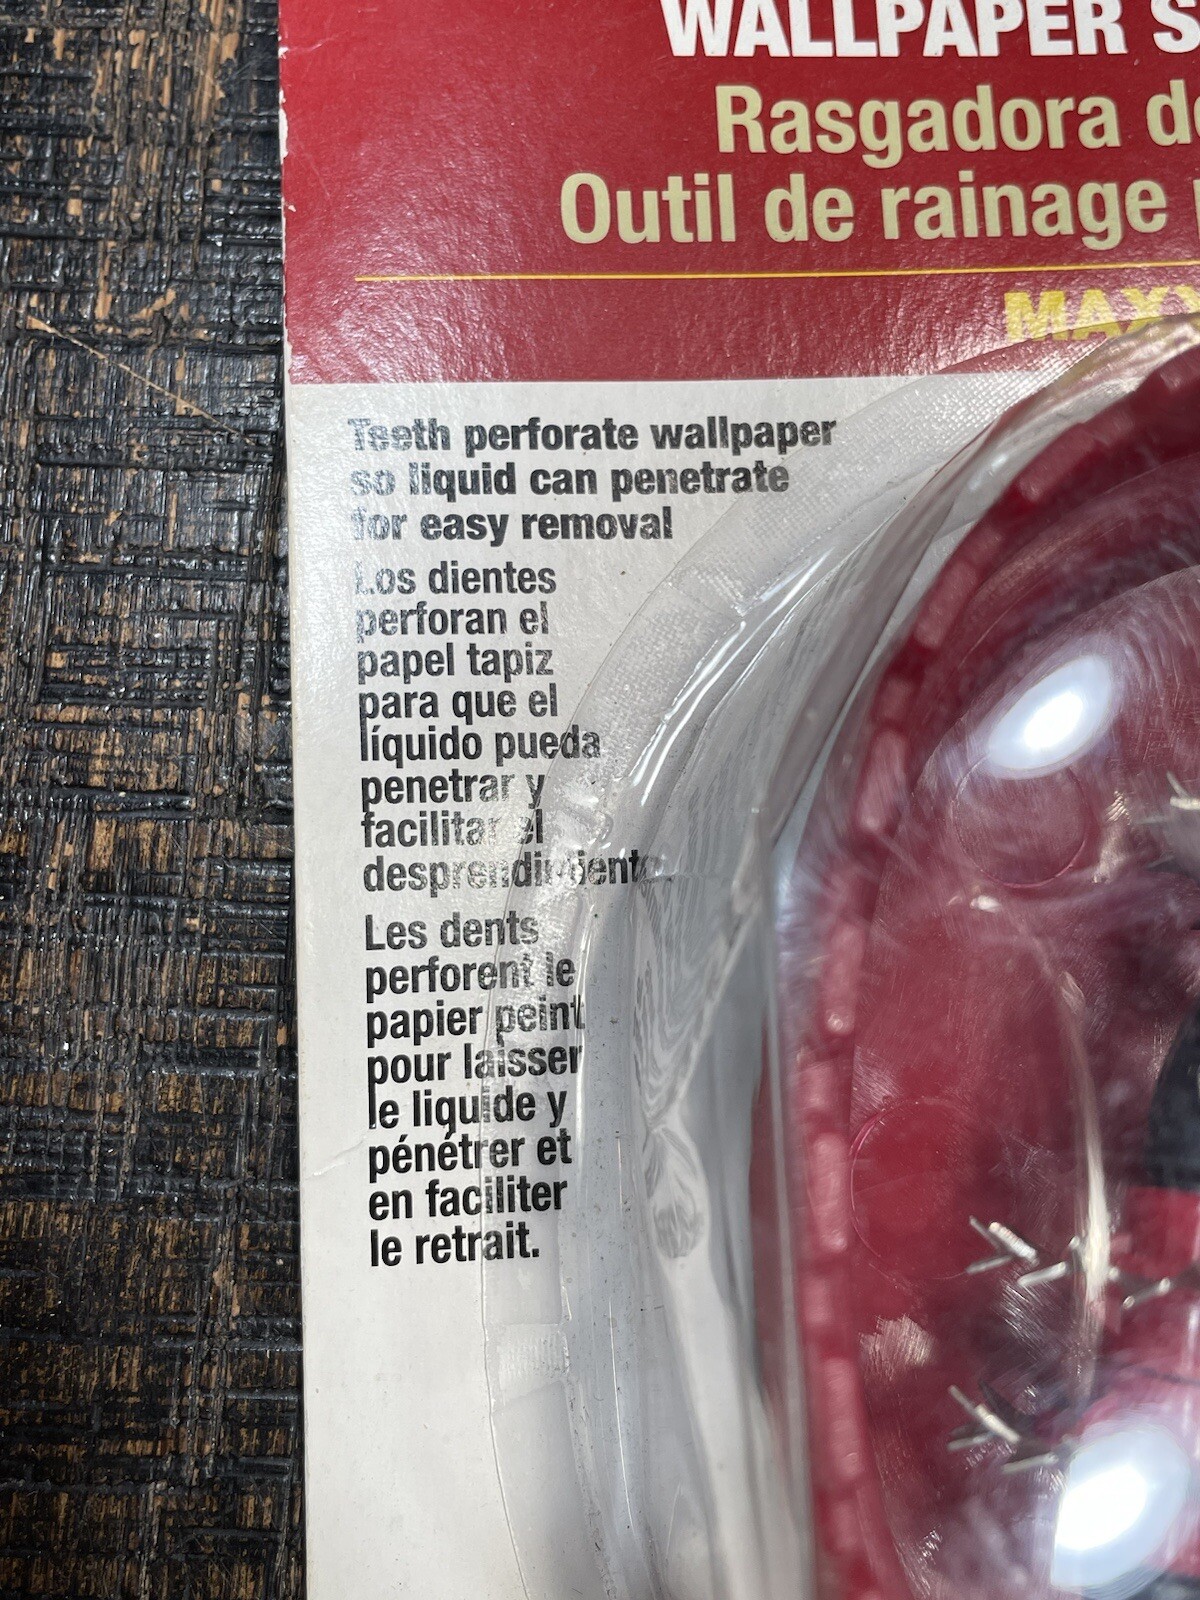 WALLPAPER S
Rasgadora d
Outil de rainage
MAXX
Teeth perforate wallpaper
so liquid can penetrate
for easy removal
Los dientes
perforan el
papel tapiz
para que el
líquido pueda
penetrar y
facilitar el
desprendimiento
Les dents
perforent le
papier peint
pour laisser
le liquide y
pénétrer et
en faciliter
le retrait.